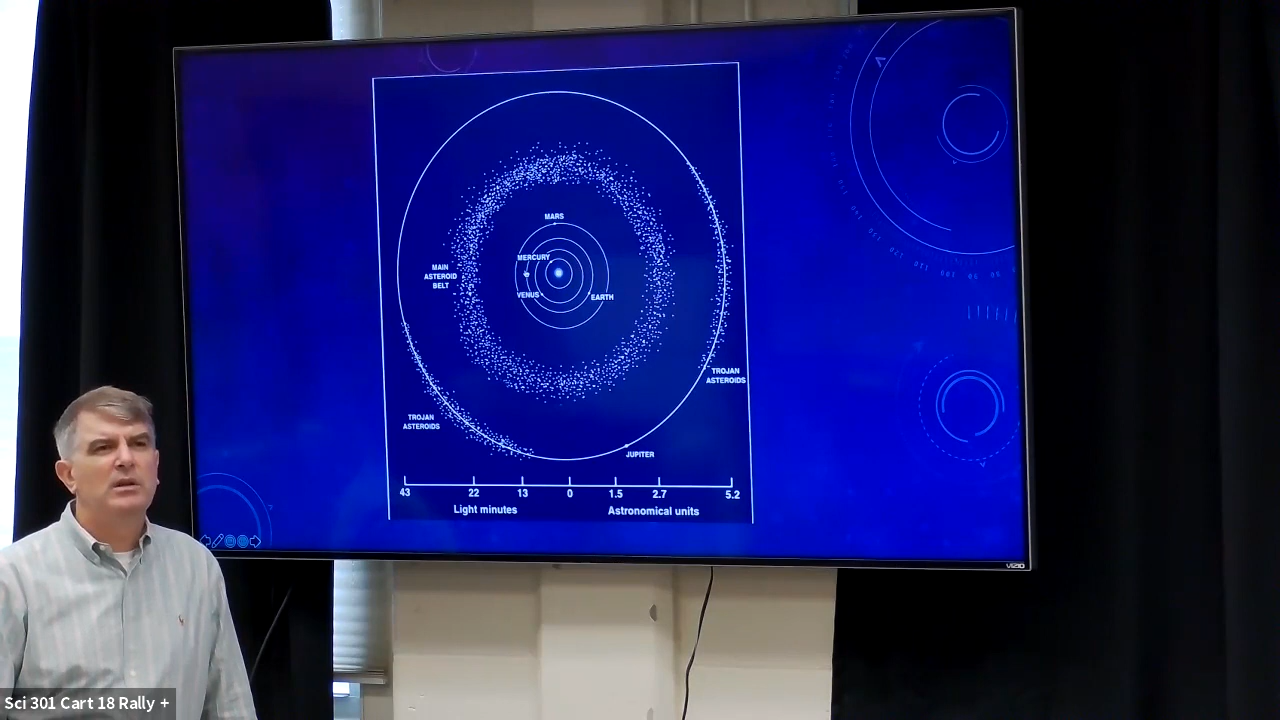 MARS
MERCURY
MAIN
ASTEROID
BELT
VENUS
EARTH
TROJAN
ASTEROIDS
TROJAN
ASTEROIDS
JUPITER
43 22 13 0 1.5 2.7 5.2
Light minutes Astronomical units
VIZIO
Sci 301 Cart 18 Rally +